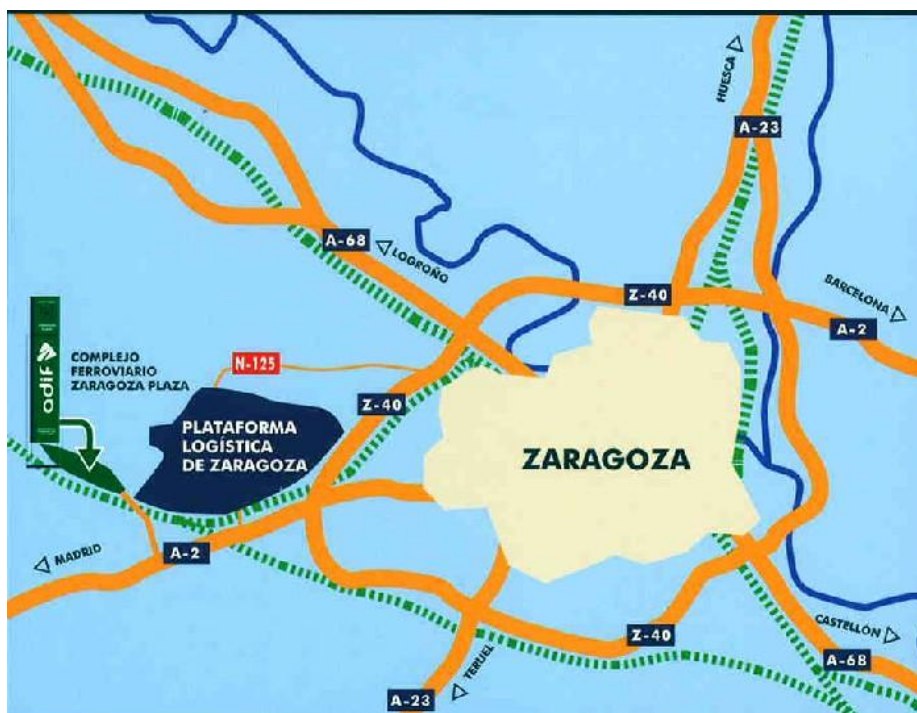 HUESCA
A-23
A-68
LOGROÑO
Z-40
BARCELONA
A-2
adif
COMPLEJO
FERROVIARIO
ZARAGOZA PLAZA
N-125
Z-40
PLATAFORMA
LOGÍSTICA
DE ZARAGOZA
ZARAGOZA
MADRID
A-2
CASTELLÓN
Z-40
A-68
TERUEL
A-23